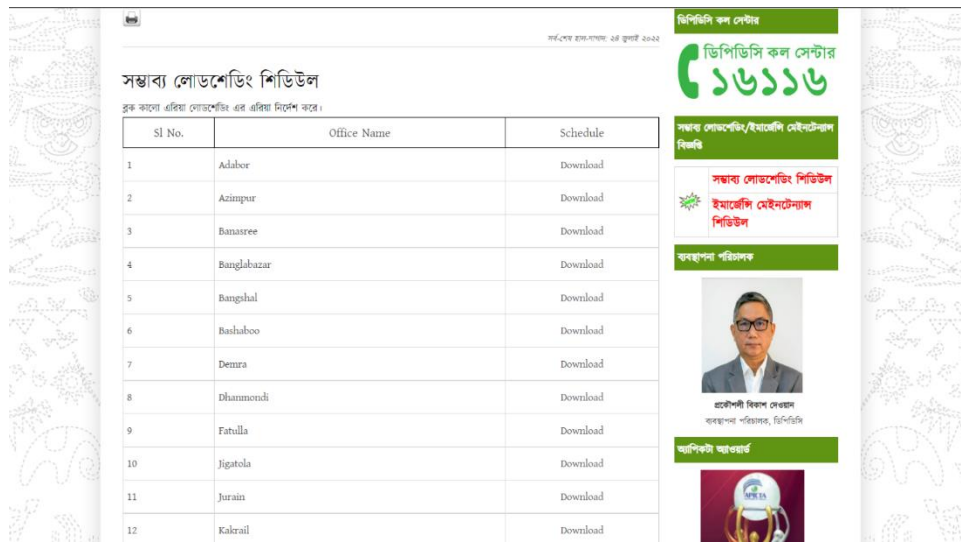 সর্ব-শেষ হাল-নাগাদ: ২৪ জুলাই ২০২২
সম্ভাব্য লোডশেডিং শিডিউল
ব্লক কালো এরিয়া লোডশেডিং এর এরিয়া নির্দেশ করে।
Sl No. Office Name Schedule
1 Adabor Download
2 Azimpur Download
3 Banasree Download
4 Banglabazar Download
5 Bangshal Download
6 Bashaboo Download
7 Demra Download
8 Dhanmondi Download
9 Fatulla Download
10 Jigatola Download
11 Jurain Download
12 Kakrail Download
ডিপিডিসি কল সেন্টার
ডিপিডিসি কল সেন্টার
১৬১১৬
সম্ভাব্য লোডশেডিং/ইমার্জেন্সি মেইনটেন্যান্স
বিজ্ঞপ্তি
সম্ভাব্য লোডশেডিং শিডিউল
ইমার্জেন্সি মেইনটেন্যান্স
শিডিউল
ব্যবস্থাপনা পরিচালক
প্রকৌশলী বিকাশ দেওয়ান
ব্যবস্থাপনা পরিচালক, ডিপিডিসি
অ্যাপিকটা অ্যাওয়ার্ড
APICTA